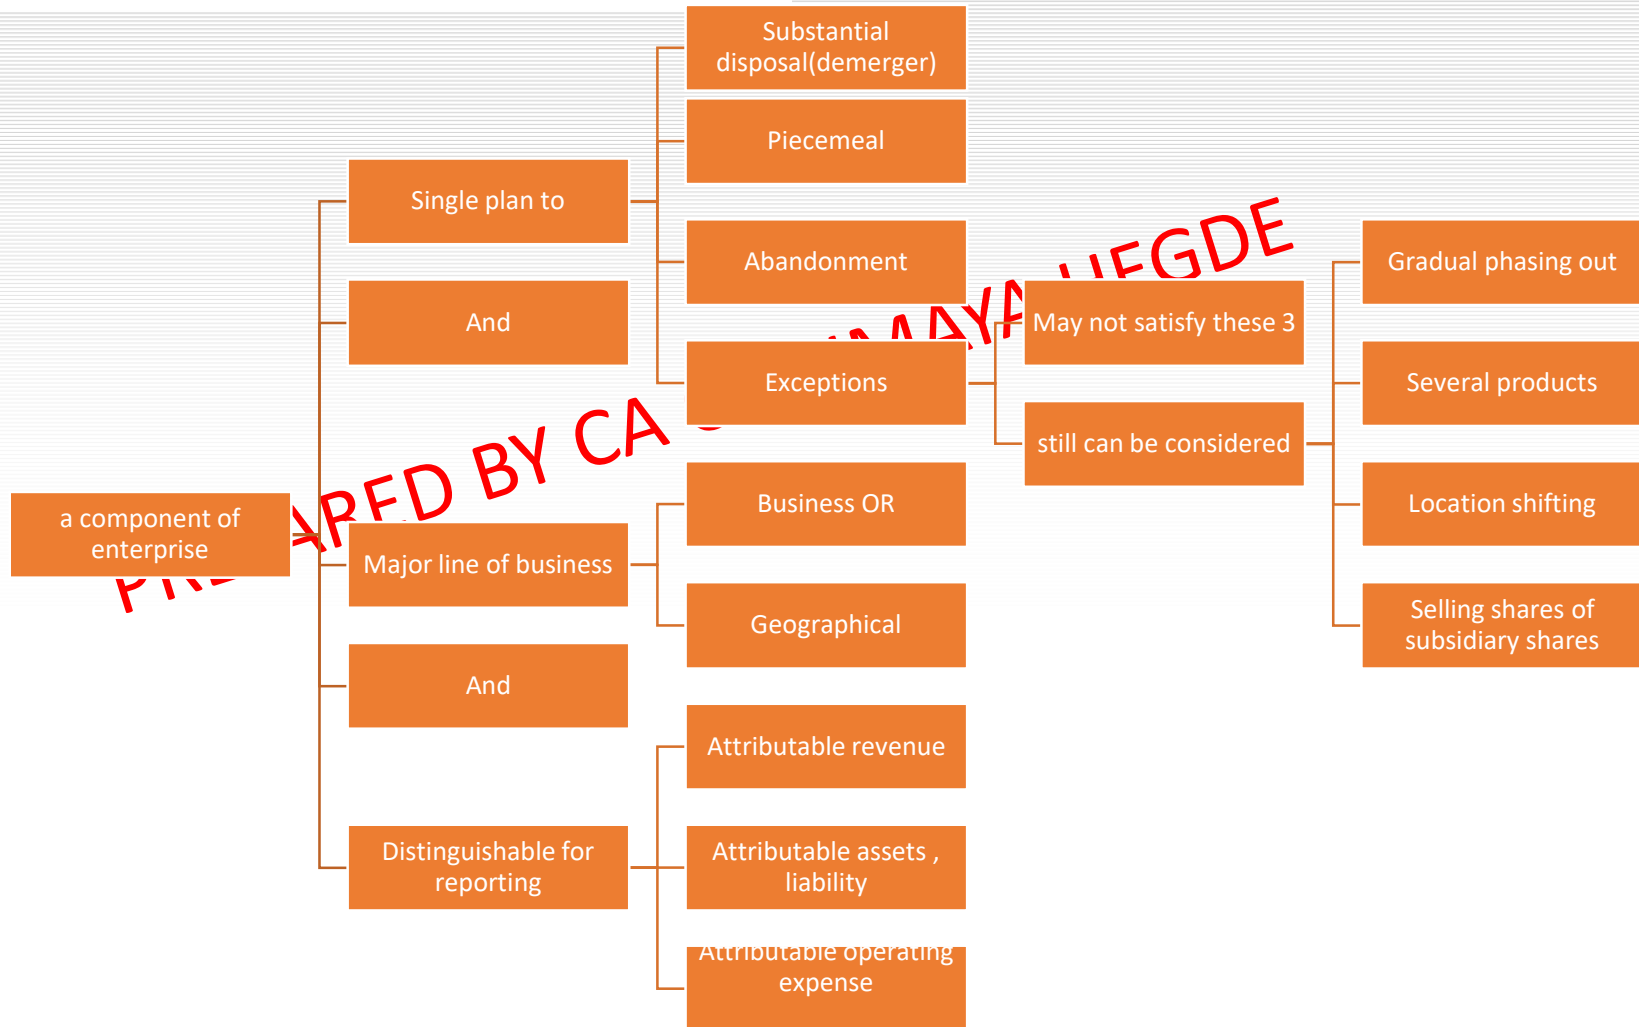 Substantial
disposal(demerger)
Piecemeal
Single plan to
Abandonment
Gradual phasing out
And
May not satisfy these 3
Exceptions
Several products
still can be considered
BY CA
HEGDE
a component of
enterprise
Business OR
Location shifting
Major line of business
Geographical
Selling shares of
subsidiary shares
And
Attributable revenue
Distinguishable for
reporting
Attributable assets ,
liability
Attributable operating
expense